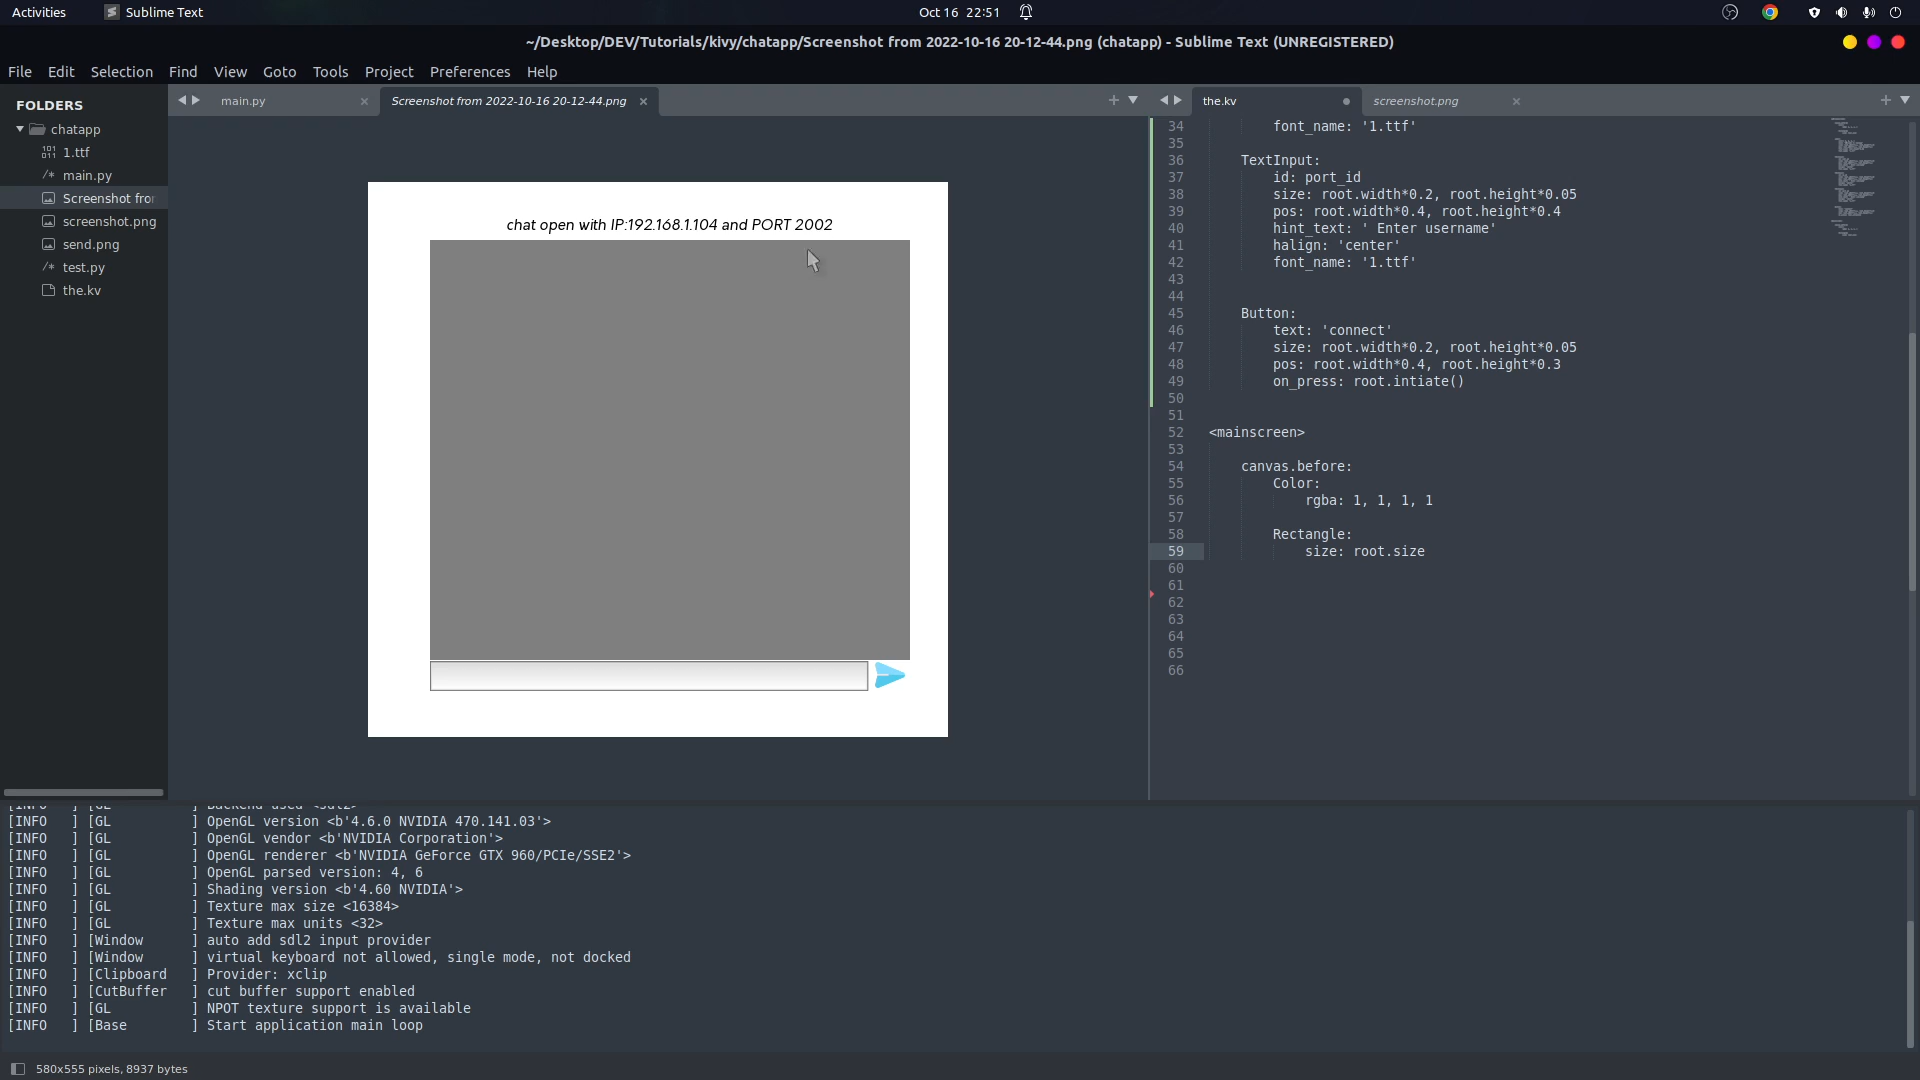 Activities
Sublime Text
Oct 16 22:51
~/Desktop/DEV/Tutorials/kivy/chatapp/Screenshot from 2022-10-16 20-12-44.png (chatapp) - Sublime Text (UNREGISTERED)
File Edit Selection Find View Goto Tools Project Preferences Help
FOLDERS
chatapp
1.ttf
main.py
Screenshot fro
screenshot.png
send.png
test.py
the.kv
main.py
Screenshot from 2022-10-16 20-12-44.png
chat open with IP:192.168.1.104 and PORT 2002
the.kv
screenshot.png
34 font_name: '1.ttf'
35
36 TextInput:
37 id: port_id
38 size: root.width*0.2, root.height*0.05
39 pos: root.width*0.4, root.height*0.4
40 hint_text: ' Enter username'
41 halign: 'center'
42 font_name: '1.ttf'
43
44
45 Button:
46 text: 'connect'
47 size: root.width*0.2, root.height*0.05
48 pos: root.width*0.4, root.height*0.3
49 on_press: root.intiate()
50
51
52 <mainscreen>
53
54 canvas.before:
55 Color:
56 rgba: 1, 1, 1, 1
57
58 Rectangle:
59 size: root.size
60
61
62
63
64
65
66
[INFO ] [GL ] Backend used <sdl2>
[INFO ] [GL ] OpenGL version <b'4.6.0 NVIDIA 470.141.03'>
[INFO ] [GL ] OpenGL vendor <b'NVIDIA Corporation'>
[INFO ] [GL ] OpenGL renderer <b'NVIDIA GeForce GTX 960/PCIe/SSE2'>
[INFO ] [GL ] OpenGL parsed version: 4, 6
[INFO ] [GL ] Shading version <b'4.60 NVIDIA'>
[INFO ] [GL ] Texture max size <16384>
[INFO ] [GL ] Texture max units <32>
[INFO ] [Window ] auto add sdl2 input provider
[INFO ] [Window ] virtual keyboard not allowed, single mode, not docked
[INFO ] [Clipboard ] Provider: xclip
[INFO ] [CutBuffer ] cut buffer support enabled
[INFO ] [GL ] NPOT texture support is available
[INFO ] [Base ] Start application main loop
580x555 pixels, 8937 bytes